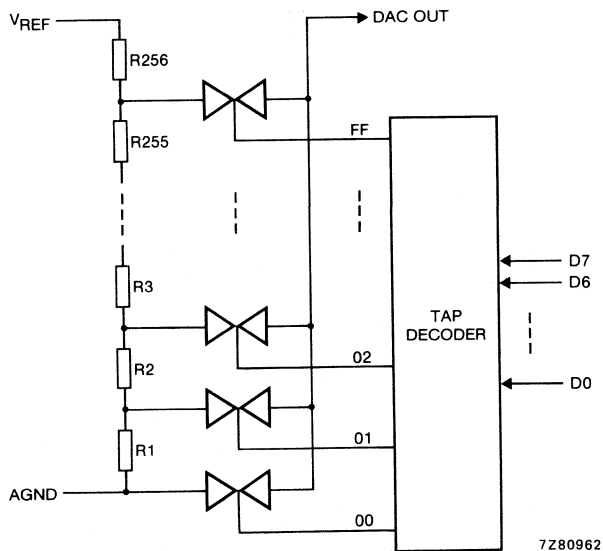 VREF
DAC OUT
R256
R255
FF
D7
D6
R3
TAP
DECODER
02
R2
D0
01
R1
AGND
00
7Z80962